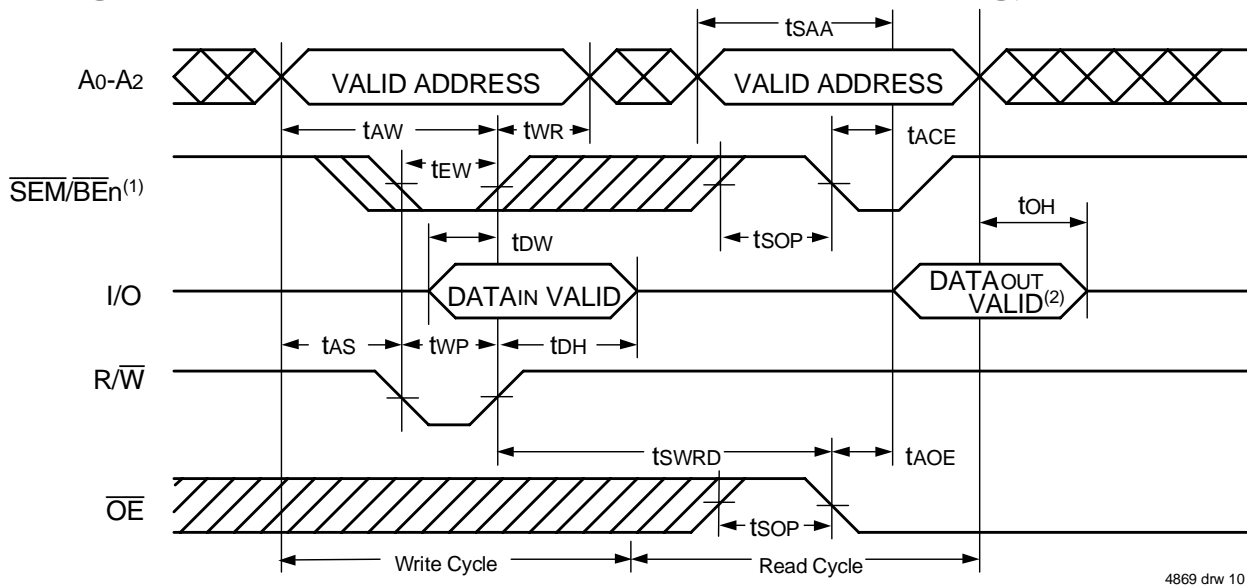 tSAA
A0-A2
VALID ADDRESS
VALID ADDRESS
tAW
tWR
tACE
tEW
SEM/BEn(1)
tSOP
tOH
tDW
I/O
DATAIN VALID
DATAOUT
VALID(2)
tAS
tWP
tDH
R/W
tSWRD
tAOE
OE
tSOP
Write Cycle
Read Cycle
4869 drw 10